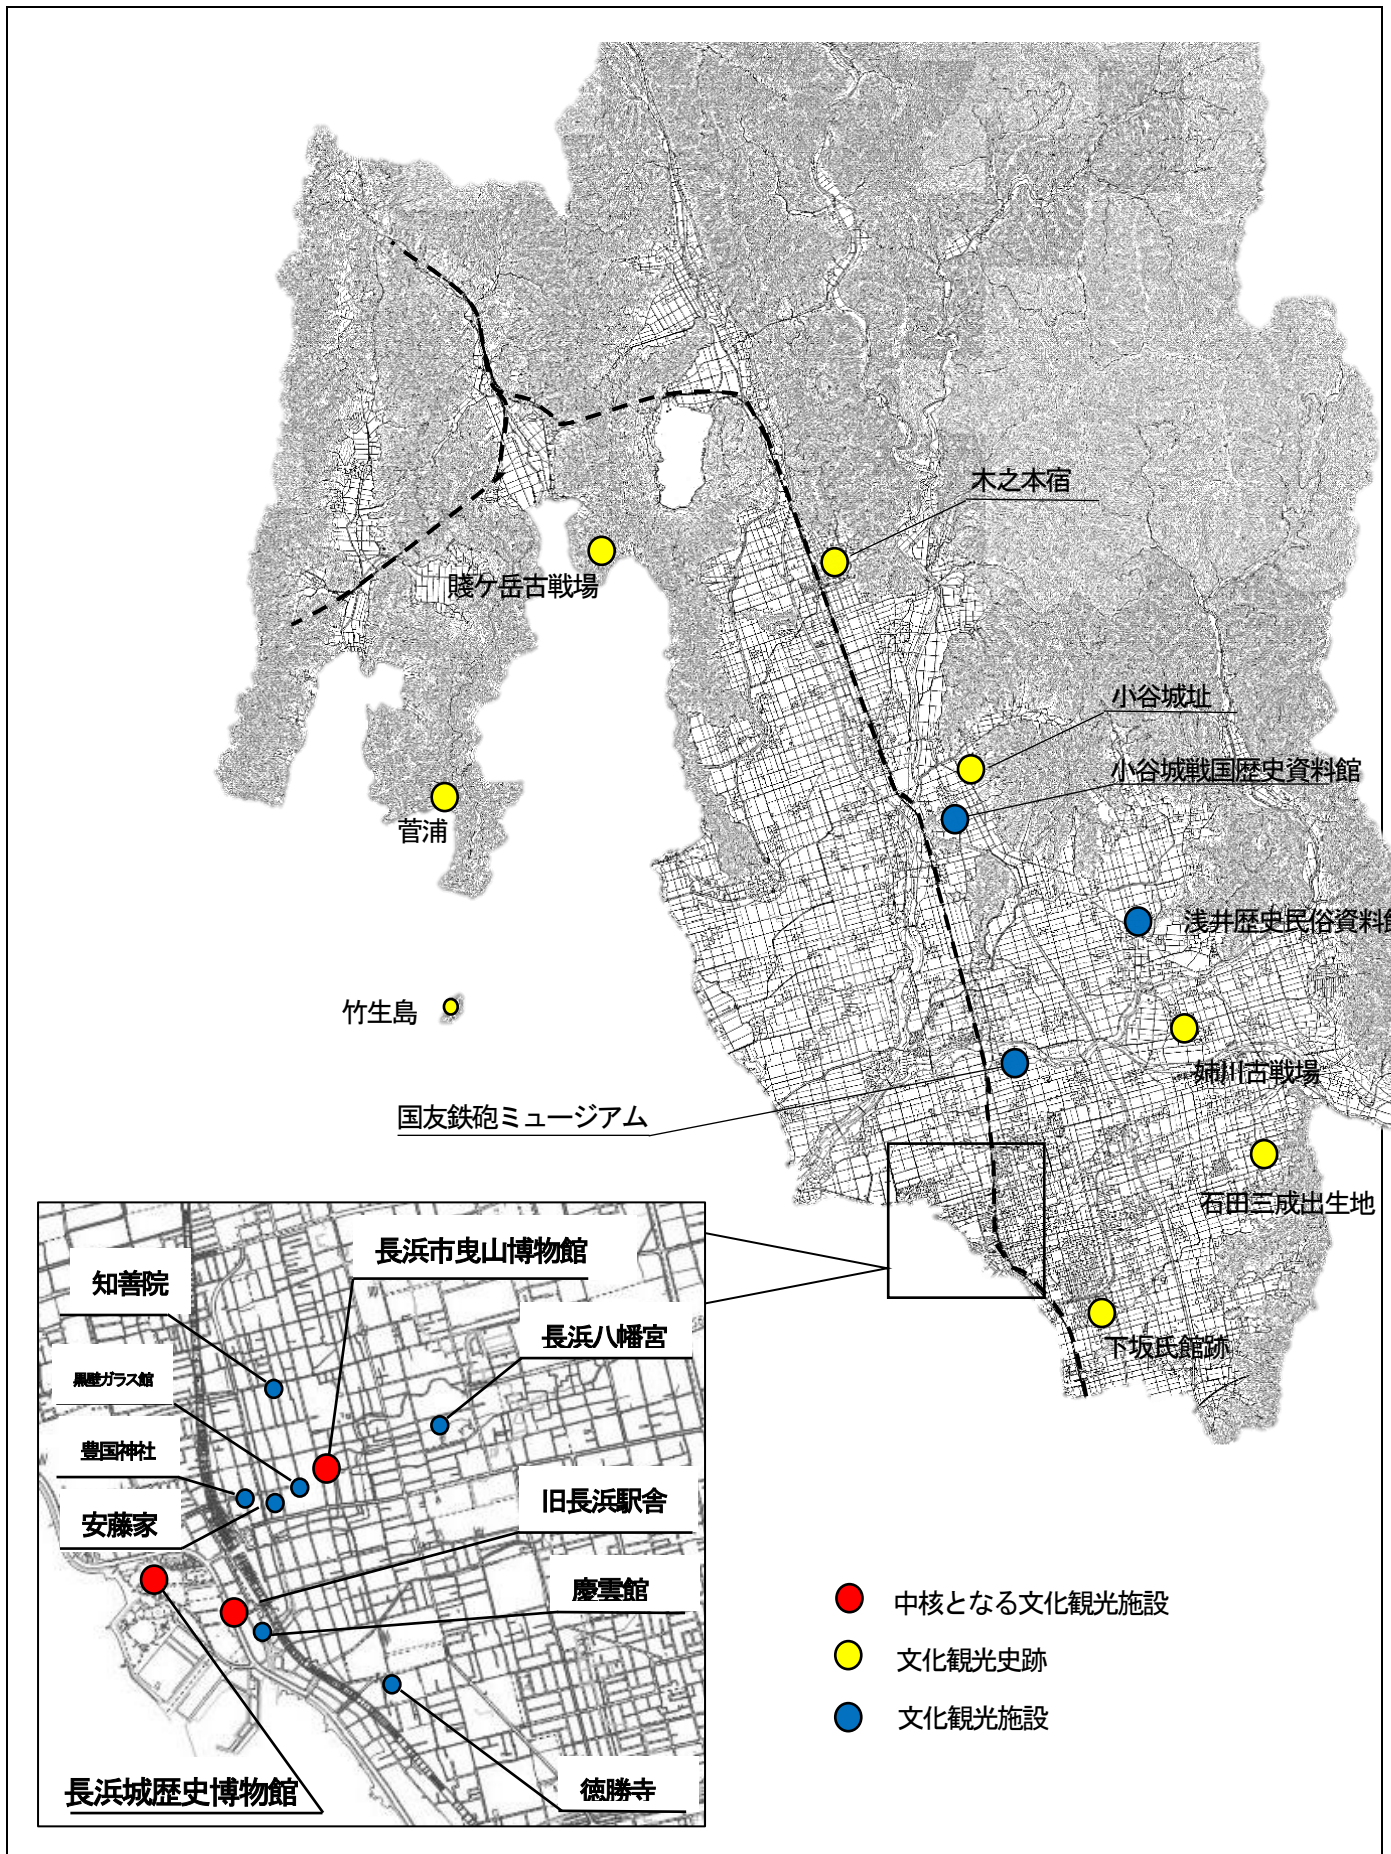 木之本宿
賤ケ岳古戦場
小谷城址
小谷城戦国歴史資料館
菅浦
浅井歴史民俗資料館
竹生島
姉川古戦場
国友鉄砲ミュージアム
石田三成出生地
下坂氏館跡
長浜市曳山博物館
知善院
長浜八幡宮
黒壁ガラス館
豊国神社
旧長浜駅舎
安藤家
慶雲館
徳勝寺
長浜城歴史博物館
中核となる文化観光施設
文化観光史跡
文化観光施設